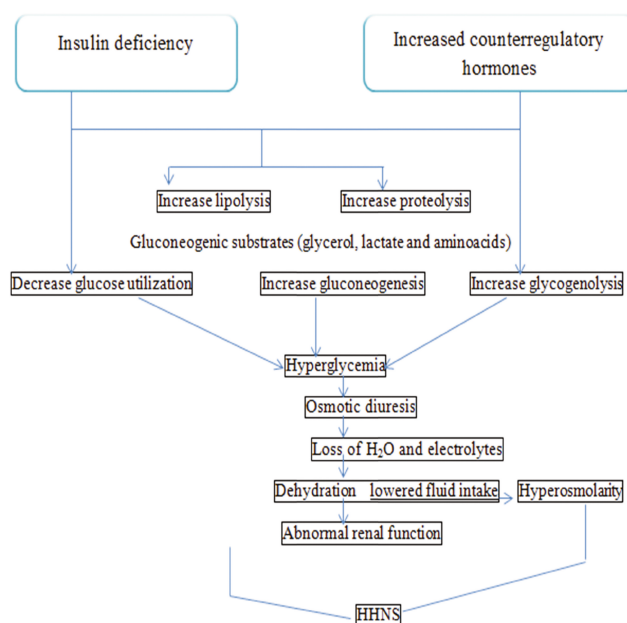 Insulin deficiency
Increased counterregulatory
hormones
Increase lipolysis
Increase proteolysis
Gluconeogenic substrates (glycerol, lactate and aminoacids)
Decrease glucose utilization
Increase gluconeogenesis
Increase glycogenolysis
Hyperglycemia
Osmotic diuresis
Loss of H₂O and electrolytes
Dehydration lowered fluid intake
Hyperosmolarity
Abnormal renal function
HHNS